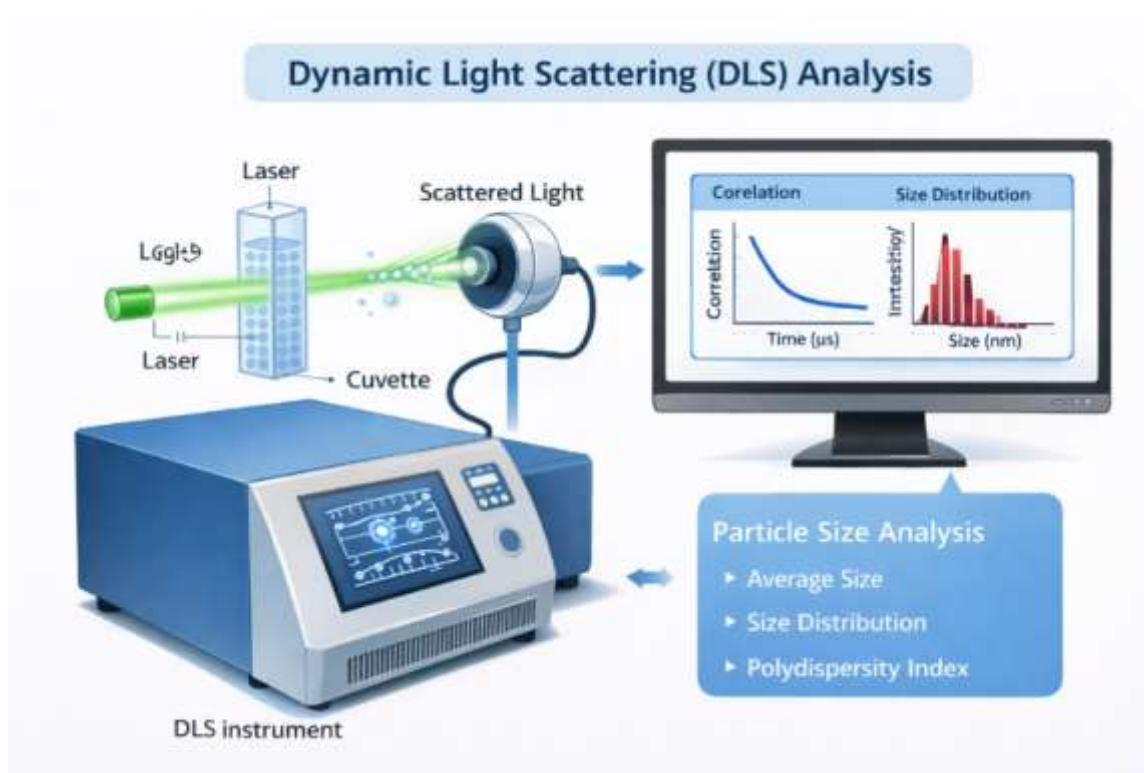 Dynamic Light Scattering (DLS) Analysis
Laser
Scattered Light
Laser
Cuvette
Corelation
Size Distribution
Time (µs)
Size (nm)
Particle Size Analysis
▸ Average Size
▸ Size Distribution
▸ Polydispersity Index
DLS instrument